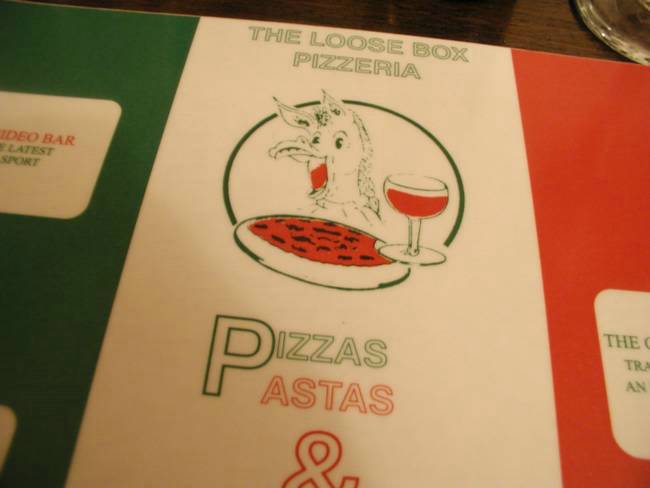 THE LOOSE BOX
PIZZERIA
IDEO BAR
LATEST
SPORT
PIZZAS
PASTAS
&
THE
TRA
AN